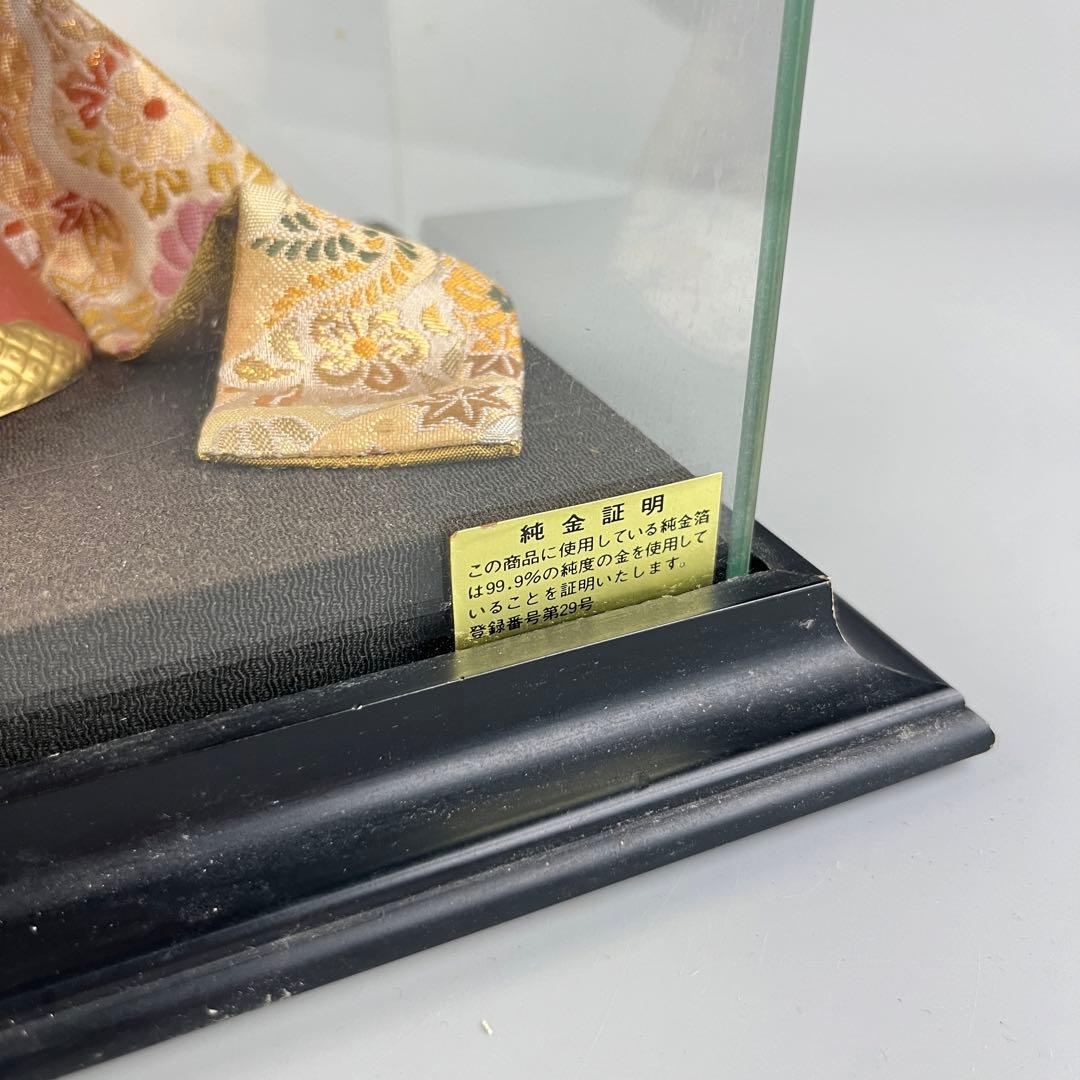 純金証明
この商品に使用している純金箔
は99.9%の純度の金を使用して
いることを証明いたします。
登録番号第29号